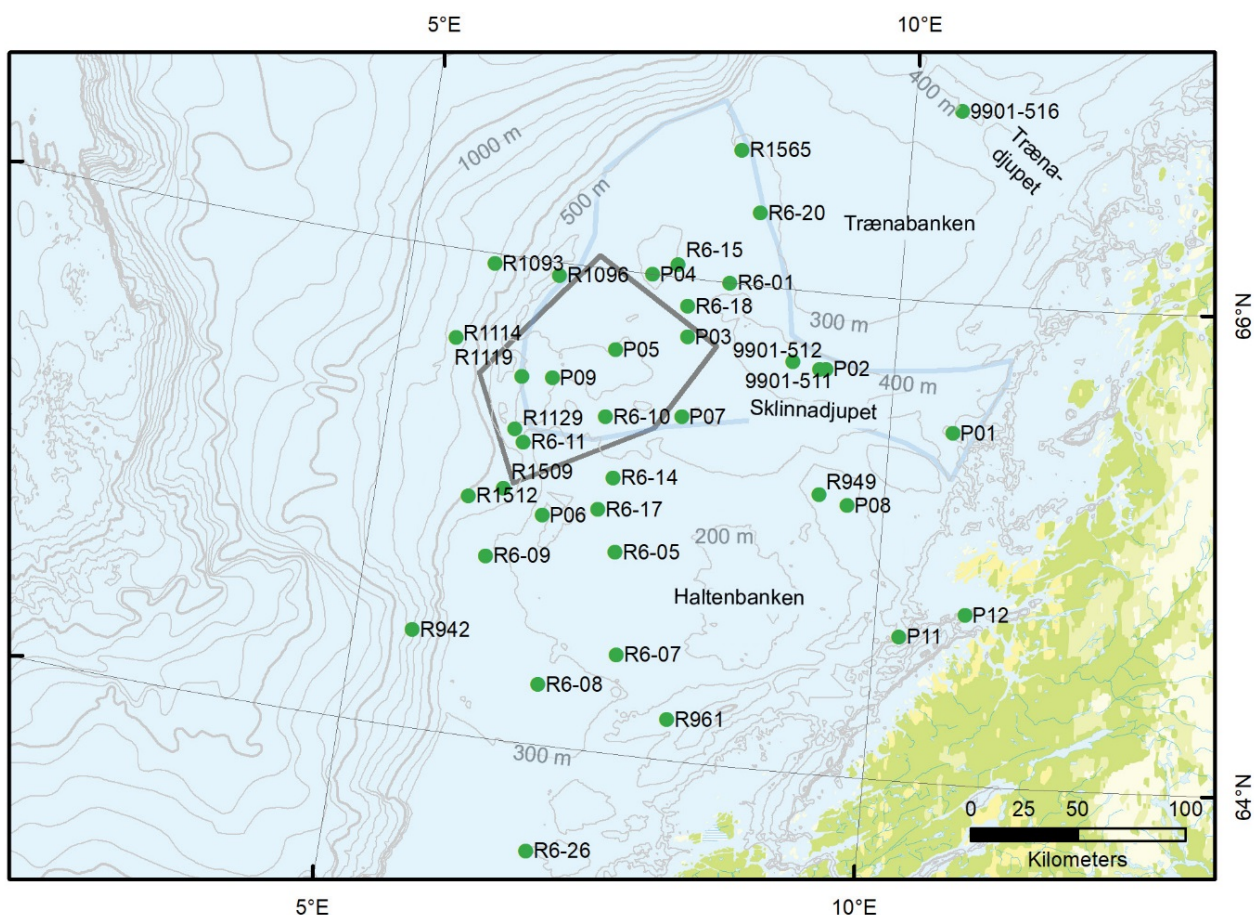 5°E
10°E
400 m
9901-516
Træna-
djupet
1000 m
R1565
500 m
R6-20
Trænabanken
R6-15
R1093
R1096
P04
R6-01
R6-18
300 m
66°N
R1114
P03
R1119
P05
9901-512
P02
P09
9901-511
400 m
Sklinnadjupet
R6-10
P07
R1129
P01
R6-11
R1509
R6-14
R949
R1512
P08
P06
R6-17
200 m
R6-09
R6-05
Haltenbanken
P12
R942
P11
R6-07
R6-08
R961
300 m
64°N
0 25 50 100
Kilometers
R6-26
5°E
10°E